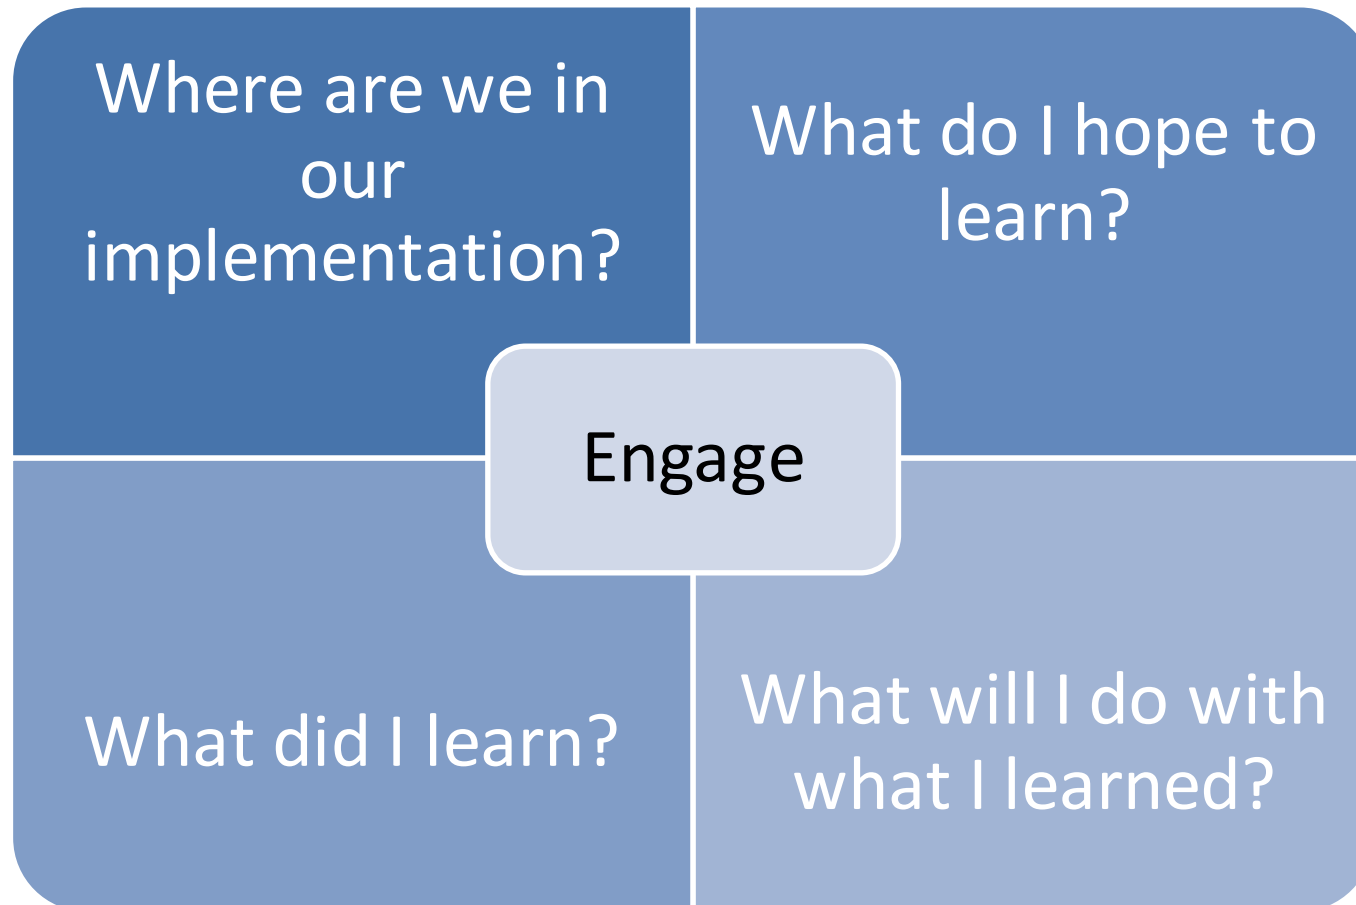 Where are we in
our
implementation?
What do I hope to
learn?
Engage
What did I learn?
What will I do with
what I learned?